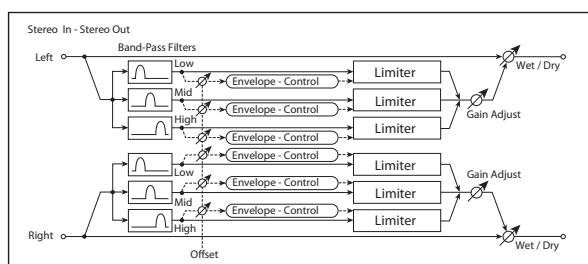 Stereo In - Stereo Out
Left
Band-Pass Filters
Wet / Dry
Low
Envelope - Control
Limiter
Mid
Envelope - Control
Limiter
Gain Adjust
High
Envelope - Control
Limiter
Envelope - Control
Low
Limiter
Gain Adjust
Envelope - Control
Mid
Limiter
Envelope - Control
High
Limiter
Right
Wet / Dry
Offset